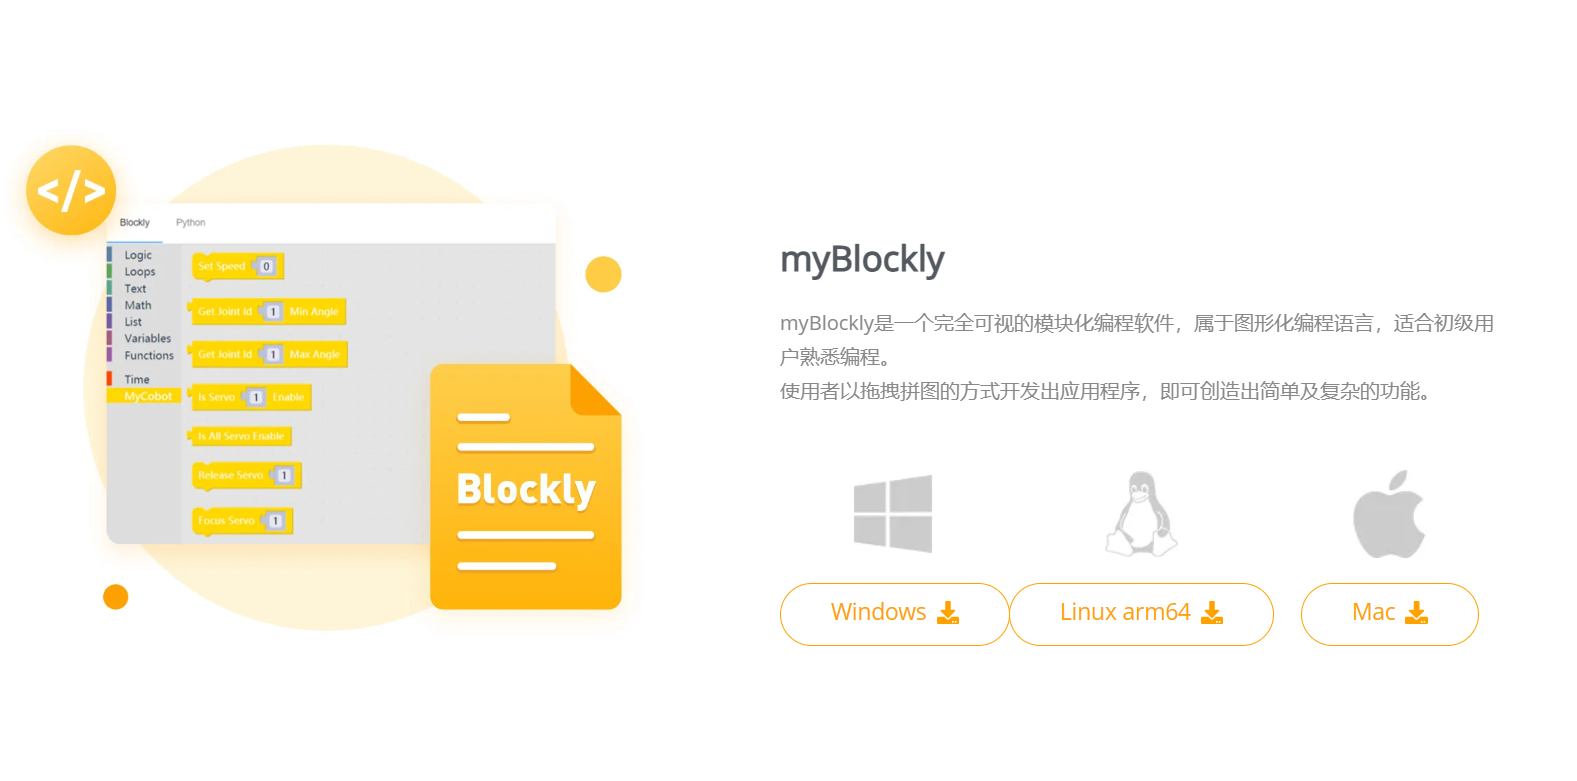 </>
Blockly Python
Logic
Loops
Text
Math
List
Variables
Functions
Time
MyCobot
Set Speed 0
Get Joint Id 1 Min Angle
Get Joint Id 1 Max Angle
Is Servo 1 Enable
Is All Servo Enable
Release Servo 1
Focus Servo 1
Blockly
myBlockly
myBlockly是一个完全可视的模块化编程软件，属于图形化编程语言，适合初级用
户熟悉编程。
使用者以拖拽拼图的方式开发出应用程序，即可创造出简单及复杂的功能。
Windows
Linux arm64
Mac